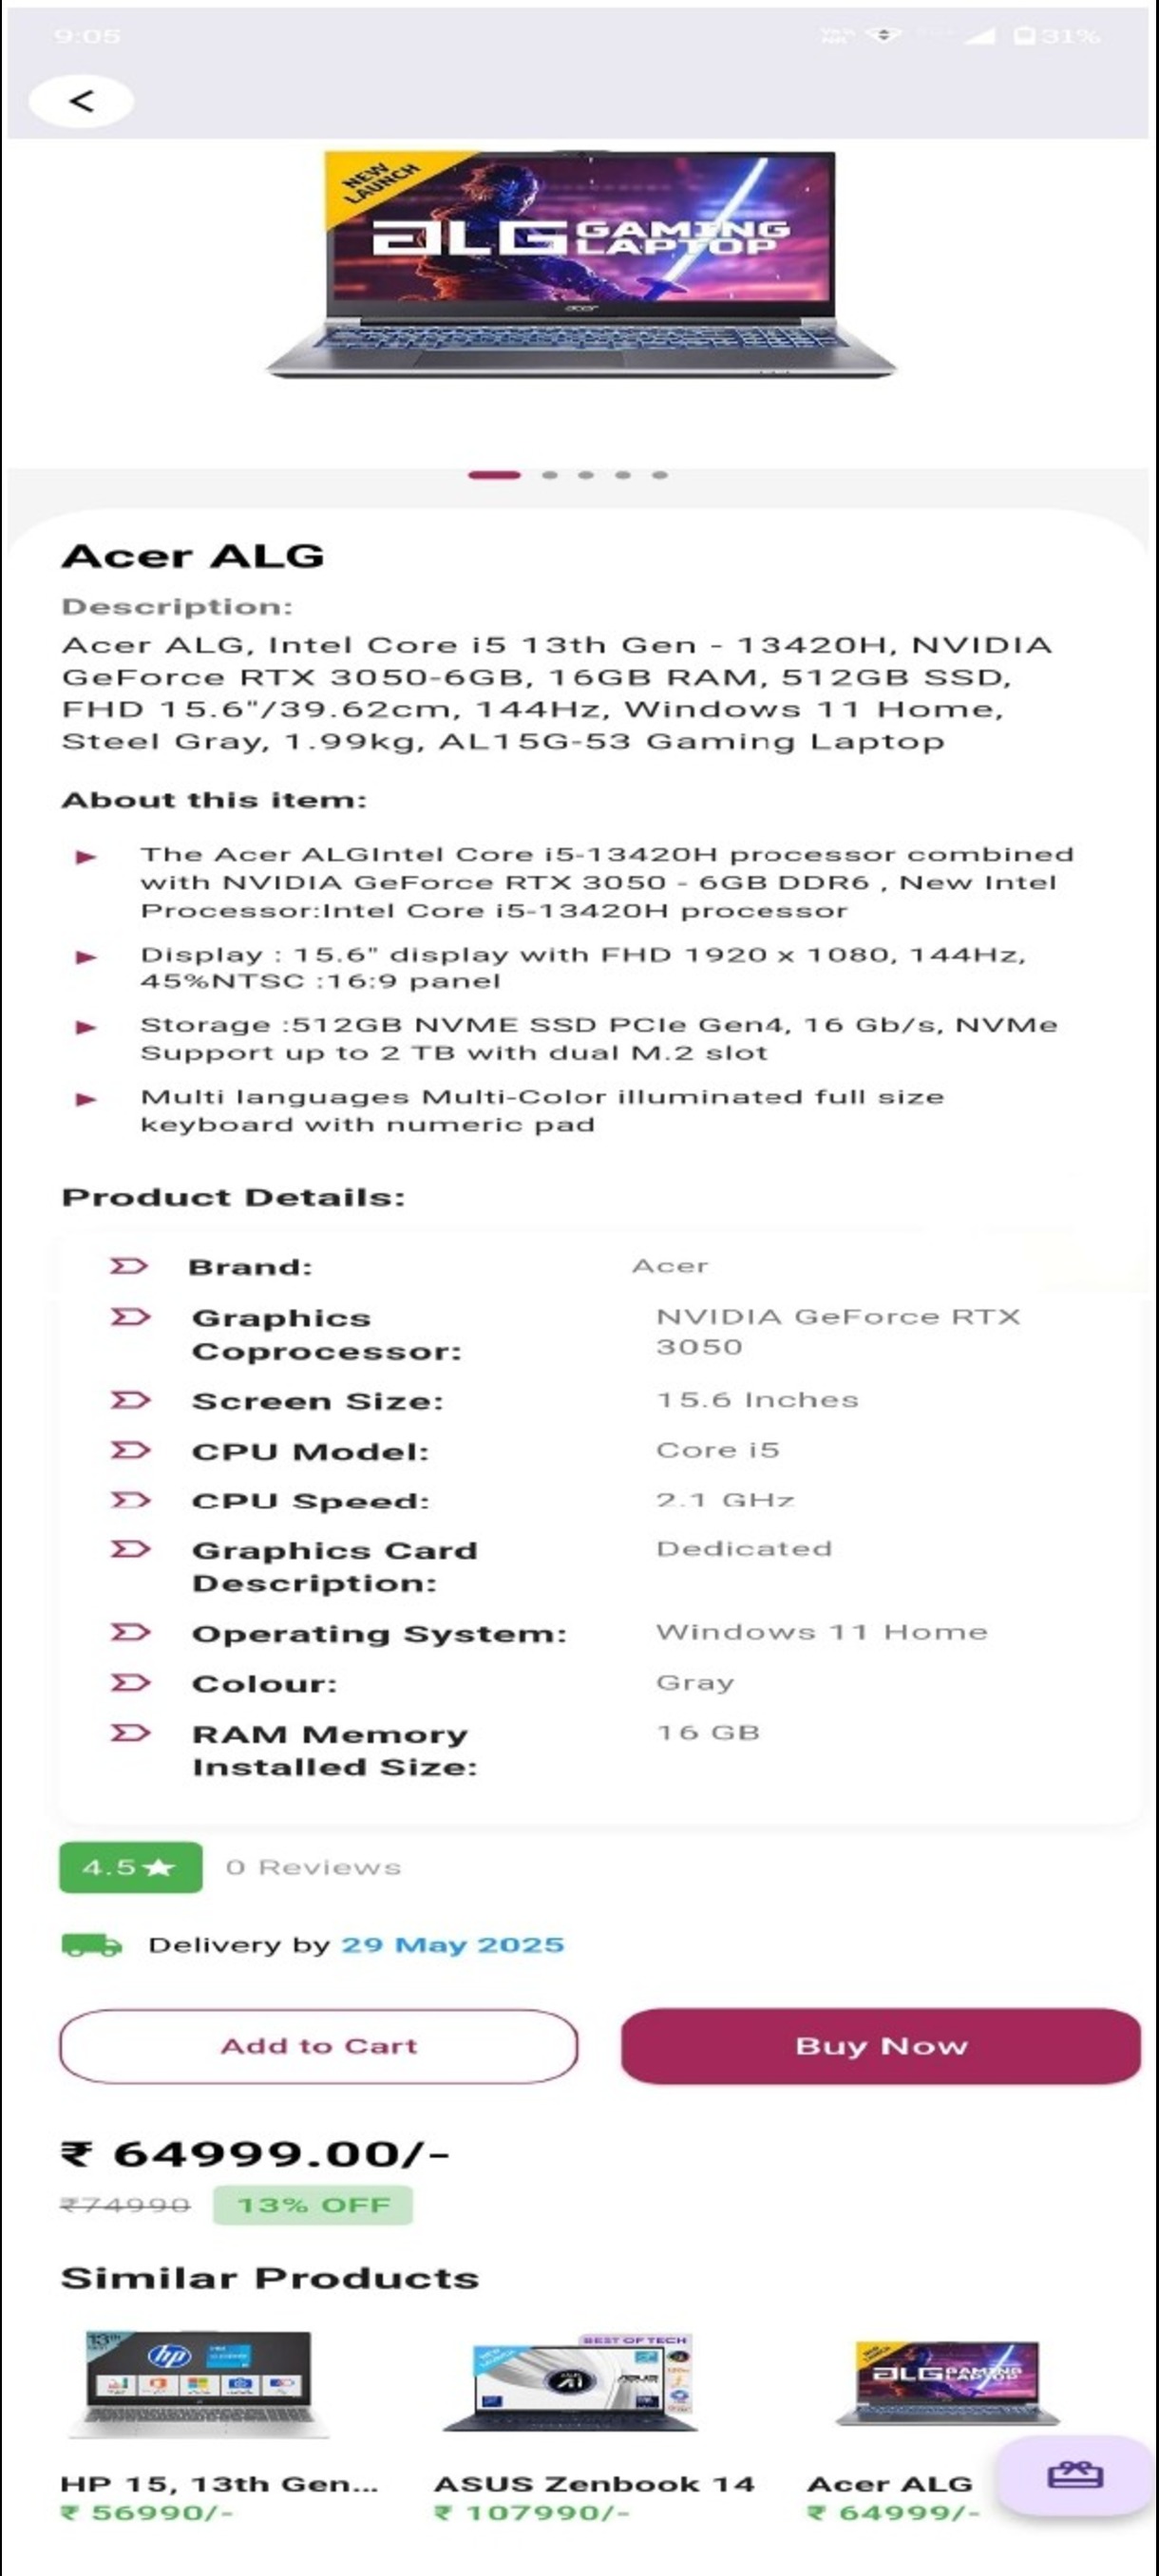 9:05
31%
<
NEW
LAUNCH
ALG GAMING
LAPTOP
acer
Acer ALG
Description:
Acer ALG, Intel Core i5 13th Gen - 13420H, NVIDIA
GeForce RTX 3050-6GB, 16GB RAM, 512GB SSD,
FHD 15.6"/39.62cm, 144Hz, Windows 11 Home,
Steel Gray, 1.99kg, AL15G-53 Gaming Laptop
About this item:
► The Acer ALGIntel Core i5-13420H processor combined
with NVIDIA GeForce RTX 3050 - 6GB DDR6 , New Intel
Processor:Intel Core i5-13420H processor
► Display : 15.6" display with FHD 1920 x 1080, 144Hz,
45%NTSC :16:9 panel
► Storage :512GB NVME SSD PCIe Gen4, 16 Gb/s, NVMe
Support up to 2 TB with dual M.2 slot
► Multi languages Multi-Color illuminated full size
keyboard with numeric pad
Product Details:
Brand: Acer
Graphics Coprocessor: NVIDIA GeForce RTX 3050
Screen Size: 15.6 Inches
CPU Model: Core i5
CPU Speed: 2.1 GHz
Graphics Card Description: Dedicated
Operating System: Windows 11 Home
Colour: Gray
RAM Memory Installed Size: 16 GB
4.5★ 0 Reviews
Delivery by 29 May 2025
Add to Cart
Buy Now
₹ 64999.00/-
₹74990 13% OFF
Similar Products
13th
hp
BEST OF TECH
ALG GAMING
LAPTOP
HP 15, 13th Gen... ASUS Zenbook 14 Acer ALG
₹ 56990/- ₹ 107990/- ₹ 64999/-